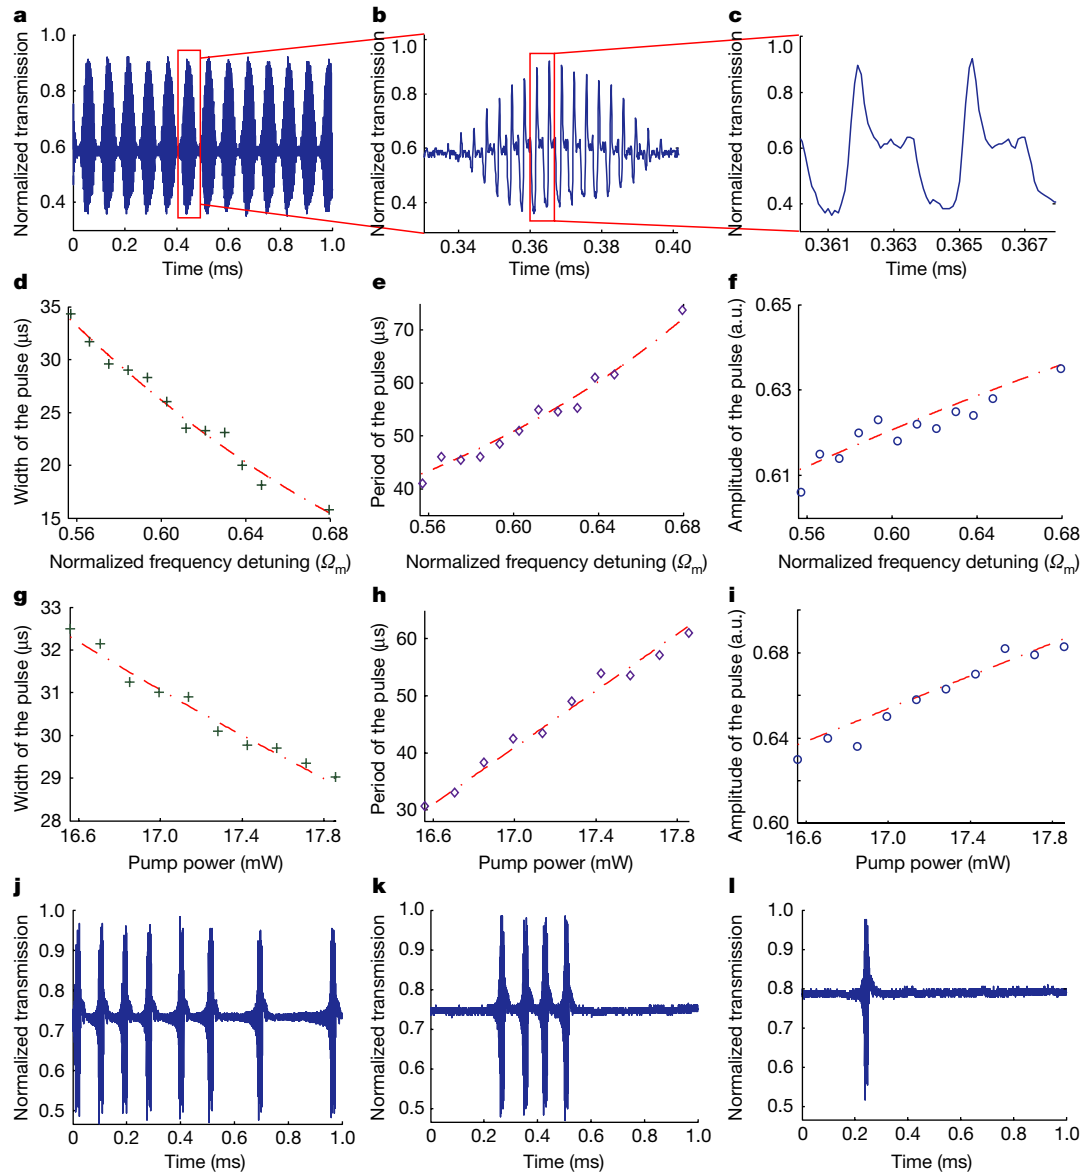 a
Normalized transmission
1.0
0.8
0.6
0.4
0 0.2 0.4 0.6 0.8 1.0
Time (ms)
b
Normalized transmission
1.0
0.8
0.6
0.4
0.34 0.36 0.38 0.40
Time (ms)
c
Normalized transmission
1.0
0.8
0.6
0.4
0.361 0.363 0.365 0.367
Time (ms)
d
Width of the pulse (μs)
35
30
25
20
15
0.56 0.60 0.64 0.68
Normalized frequency detuning (Ωm)
e
Period of the pulse (μs)
70
60
50
40
0.56 0.60 0.64 0.68
Normalized frequency detuning (Ωm)
f
Amplitude of the pulse (a.u.)
0.65
0.63
0.61
0.56 0.60 0.64 0.68
Normalized frequency detuning (Ωm)
g
Width of the pulse (μs)
33
32
31
30
29
28
16.6 17.0 17.4 17.8
Pump power (mW)
h
Period of the pulse (μs)
60
50
40
30
16.6 17.0 17.4 17.8
Pump power (mW)
i
Amplitude of the pulse (a.u.)
0.68
0.64
0.60
16.6 17.0 17.4 17.8
Pump power (mW)
j
Normalized transmission
1.0
0.9
0.8
0.7
0.6
0.5
0 0.2 0.4 0.6 0.8 1.0
Time (ms)
k
Normalized transmission
1.0
0.9
0.8
0.7
0.6
0.5
0 0.2 0.4 0.6 0.8 1.0
Time (ms)
l
Normalized transmission
1.0
0.9
0.8
0.7
0.6
0.5
0 0.2 0.4 0.6 0.8 1.0
Time (ms)